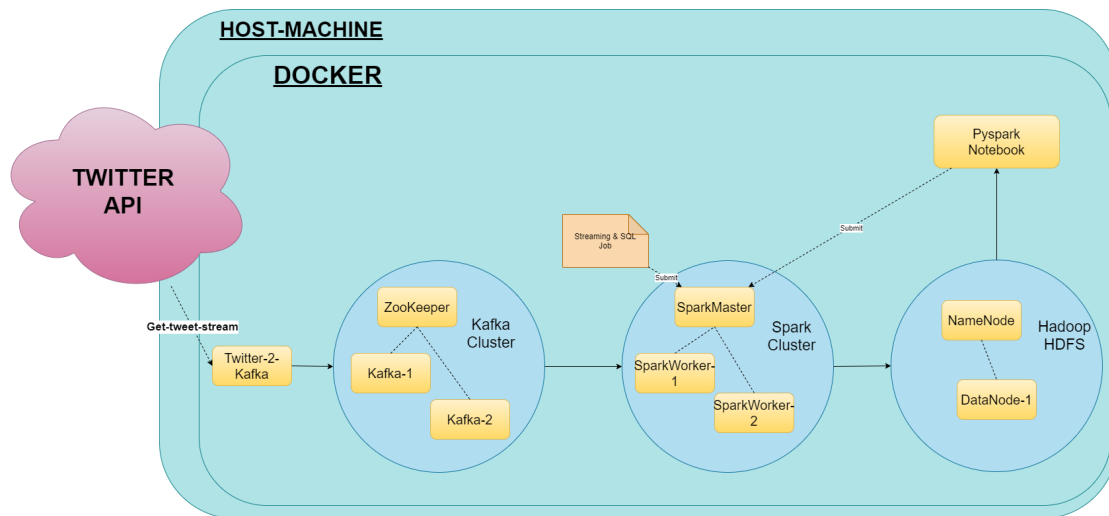 HOST-MACHINE
DOCKER
TWITTER
API
Get-tweet-stream
Twitter-2-
Kafka
ZooKeeper
Kafka
Cluster
Kafka-1
Kafka-2
Streaming & SQL
Job
Submit
SparkMaster
Spark
Cluster
SparkWorker-
1
SparkWorker-
2
Pyspark
Notebook
Submit
NameNode
Hadoop
HDFS
DataNode-1